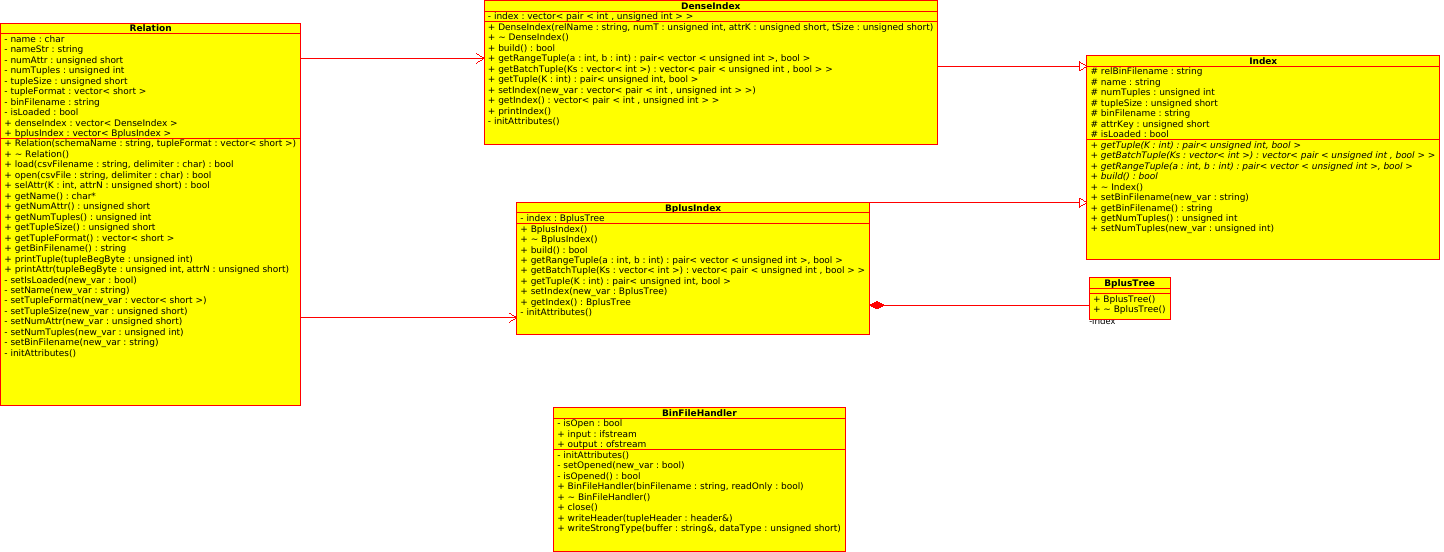 Relation
- name : char
- nameStr : string
- numAttr : unsigned short
- numTuples : unsigned int
- tupleSize : unsigned short
- tupleFormat : vector< short >
- binFilename : string
- isLoaded : bool
+ denseIndex : vector< DenseIndex >
+ bplusIndex : vector< BplusIndex >
+ Relation(schemaName : string, tupleFormat : vector< short >)
+ ~ Relation()
+ load(csvFilename : string, delimiter : char) : bool
+ open(csvFile : string, delimiter : char) : bool
+ selAttr(K : int, attrN : unsigned short) : bool
+ getName() : char*
+ getNumAttr() : unsigned short
+ getNumTuples() : unsigned int
+ getTupleSize() : unsigned short
+ getTupleFormat() : vector< short >
+ getBinFilename() : string
+ printTuple(tupleBegByte : unsigned int)
+ printAttr(tupleBegByte : unsigned int, attrN : unsigned short)
- setIsLoaded(new_var : bool)
- setName(new_var : string)
- setTupleFormat(new_var : vector< short >)
- setTupleSize(new_var : unsigned short)
- setNumAttr(new_var : unsigned short)
- setNumTuples(new_var : unsigned int)
- setBinFilename(new_var : string)
- initAttributes()
DenseIndex
- index : vector< pair < int , unsigned int > >
+ DenseIndex(relName : string, numT : unsigned int, attrK : unsigned short, tSize : unsigned short)
+ ~ DenseIndex()
+ build() : bool
+ getRangeTuple(a : int, b : int) : pair< vector < unsigned int >, bool >
+ getBatchTuple(Ks : vector< int >) : vector< pair < unsigned int , bool > >
+ getTuple(K : int) : pair< unsigned int, bool >
+ setIndex(new_var : vector< pair < int , unsigned int > >)
+ getIndex() : vector< pair < int , unsigned int > >
+ printIndex()
- initAttributes()
BplusIndex
- index : BplusTree
+ BplusIndex()
+ ~ BplusIndex()
+ build() : bool
+ getRangeTuple(a : int, b : int) : pair< vector < unsigned int >, bool >
+ getBatchTuple(Ks : vector< int >) : vector< pair < unsigned int , bool > >
+ getTuple(K : int) : pair< unsigned int, bool >
+ setIndex(new_var : BplusTree)
+ getIndex() : BplusTree
- initAttributes()
Index
# relBinFilename : string
# name : string
# numTuples : unsigned int
# tupleSize : unsigned short
# binFilename : string
# attrKey : unsigned short
# isLoaded : bool
+ getTuple(K : int) : pair< unsigned int, bool >
+ getBatchTuple(Ks : vector< int >) : vector< pair < unsigned int , bool > >
+ getRangeTuple(a : int, b : int) : pair< vector < unsigned int >, bool >
+ build() : bool
+ ~ Index()
+ setBinFilename(new_var : string)
+ getBinFilename() : string
+ getNumTuples() : unsigned int
+ setNumTuples(new_var : unsigned int)
BplusTree
+ BplusTree()
+ ~ BplusTree()
-index
BinFileHandler
- isOpen : bool
+ input : ifstream
+ output : ofstream
- initAttributes()
- setOpened(new_var : bool)
- isOpened() : bool
+ BinFileHandler(binFilename : string, readOnly : bool)
+ ~ BinFileHandler()
+ close()
+ writeHeader(tupleHeader : header&)
+ writeStrongType(buffer : string&, dataType : unsigned short)